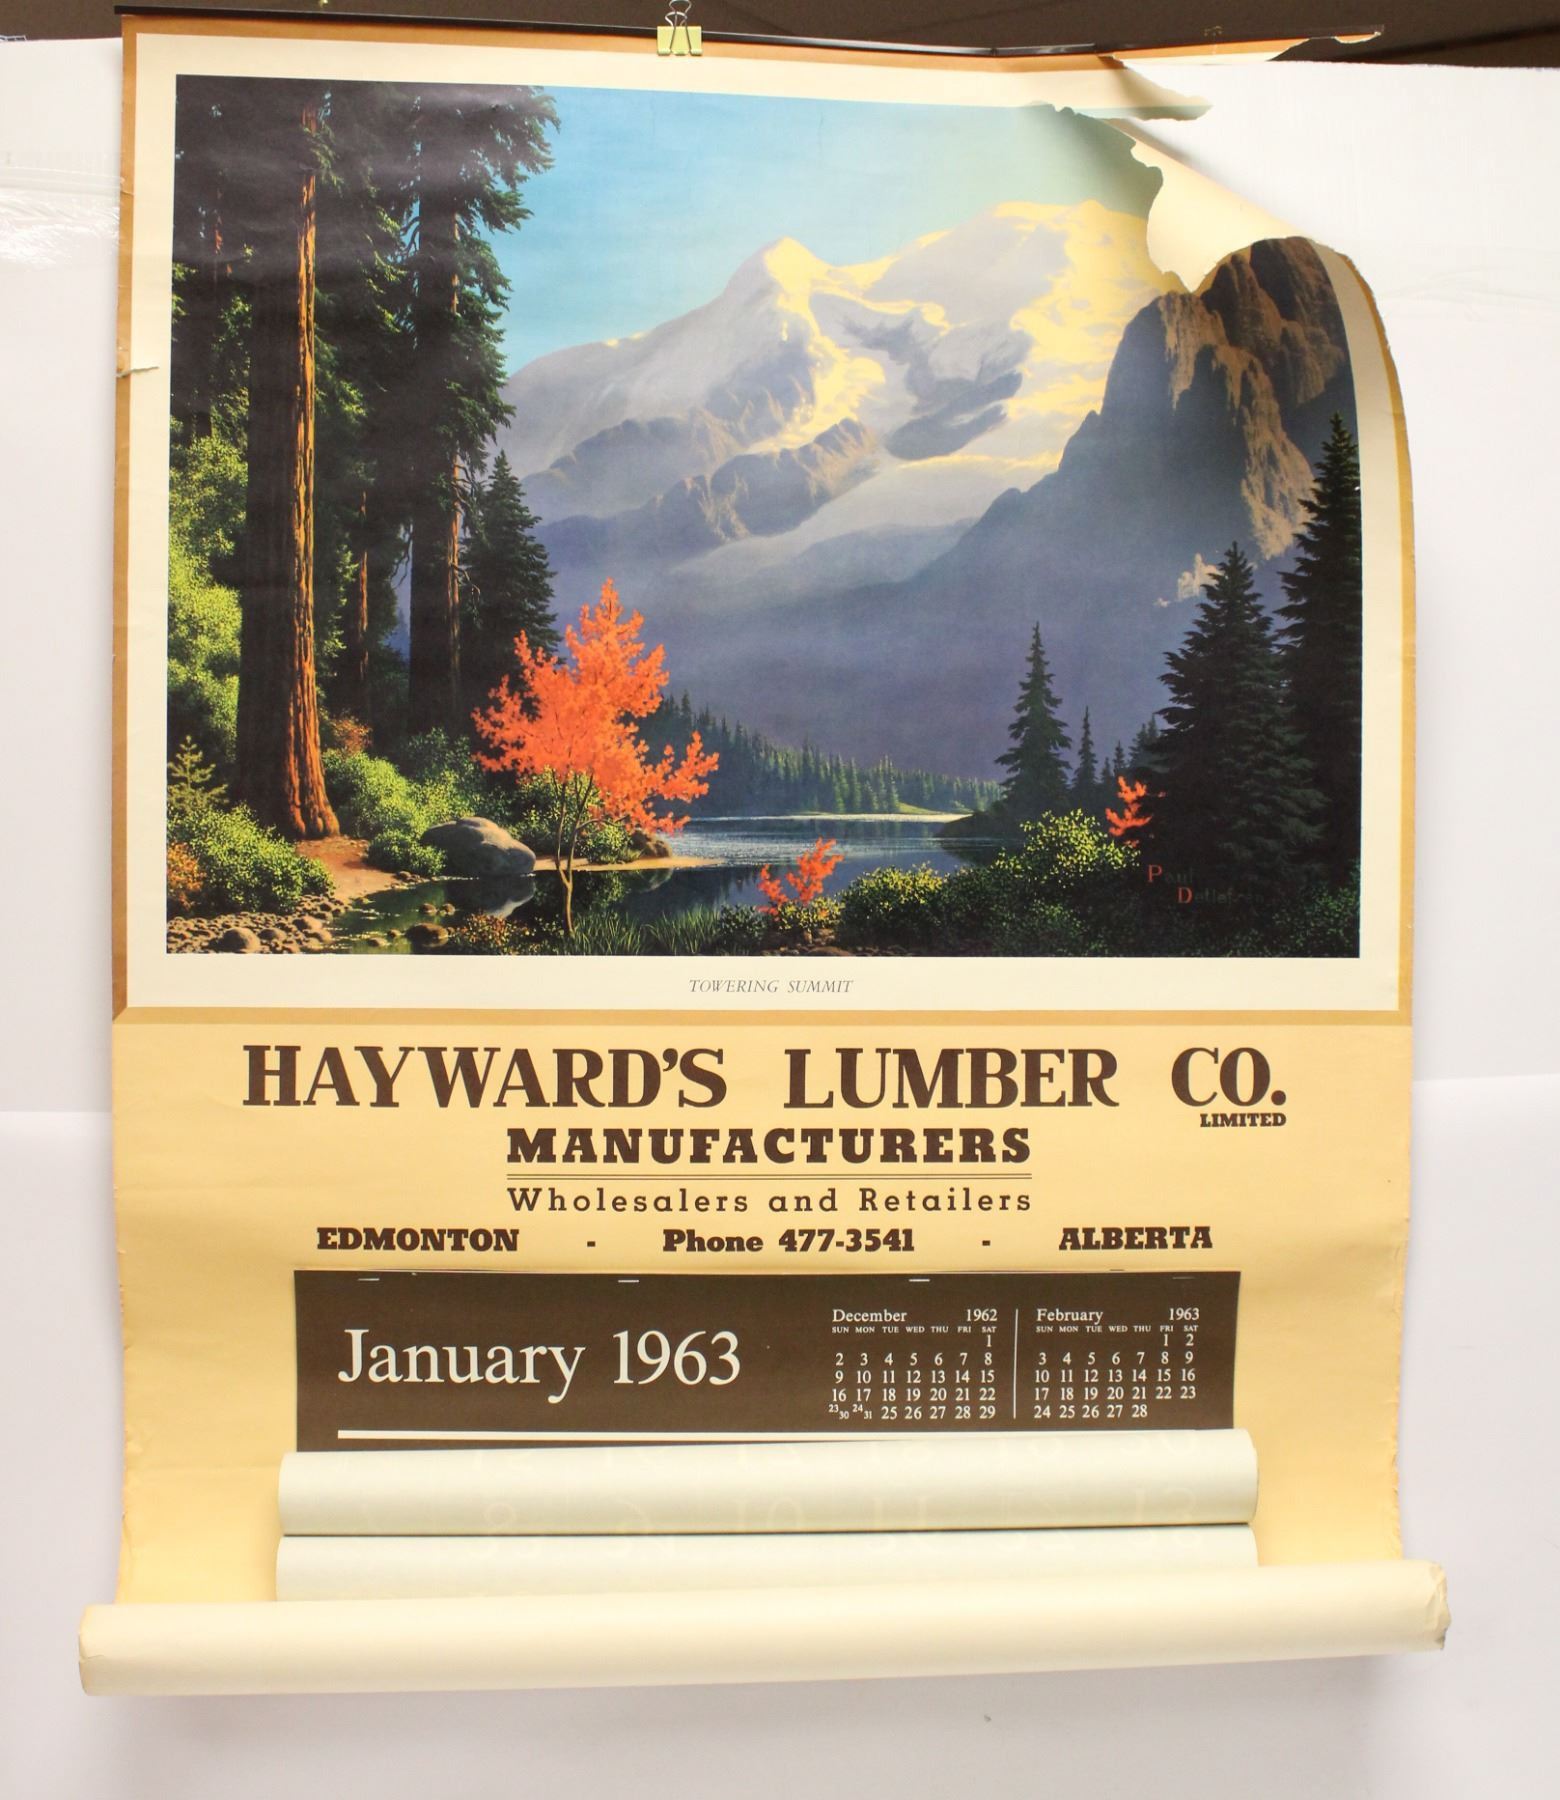 Paul
Detlefsen
TOWERING SUMMIT
HAYWARD'S LUMBER CO.
LIMITED
MANUFACTURERS
Wholesalers and Retailers
EDMONTON - Phone 477-3541 - ALBERTA
January 1963
December 1962
SUN MON TUE WED THU FRI SAT
1
2 3 4 5 6 7 8
9 10 11 12 13 14 15
16 17 18 19 20 21 22
23 30 24 31 25 26 27 28 29
February 1963
SUN MON TUE WED THU FRI SAT
1 2
3 4 5 6 7 8 9
10 11 12 13 14 15 16
17 18 19 20 21 22 23
24 25 26 27 28